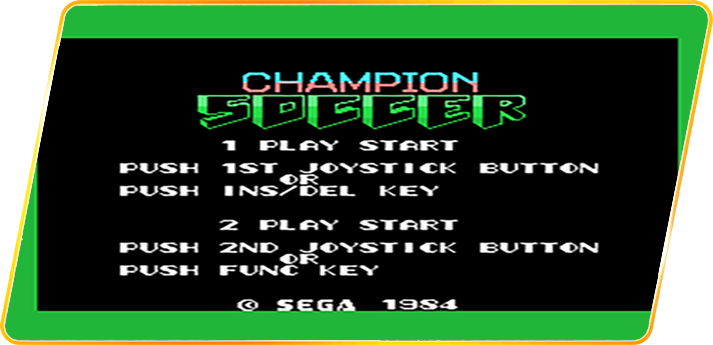 CHAMPION
SOCCER
1 PLAY START
PUSH 1ST JOYSTICK BUTTON
OR
PUSH INS/DEL KEY
2 PLAY START
PUSH 2ND JOYSTICK BUTTON
OR
PUSH FUNC KEY
© SEGA 1984